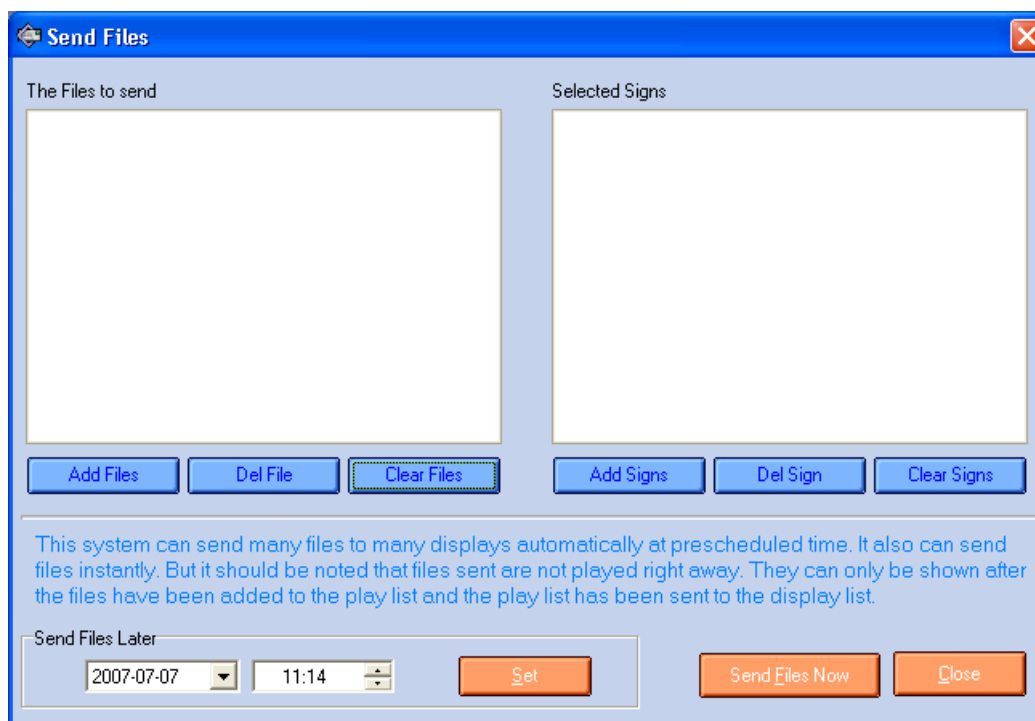 Send Files
The Files to send
Selected Signs
Add Files
Del File
Clear Files
Add Signs
Del Sign
Clear Signs
This system can send many files to many displays automatically at prescheduled time. It also can send
files instantly. But it should be noted that files sent are not played right away. They can only be shown after
the files have been added to the play list and the play list has been sent to the display list.
Send Files Later
2007-07-07
11:14
Set
Send Files Now
Close